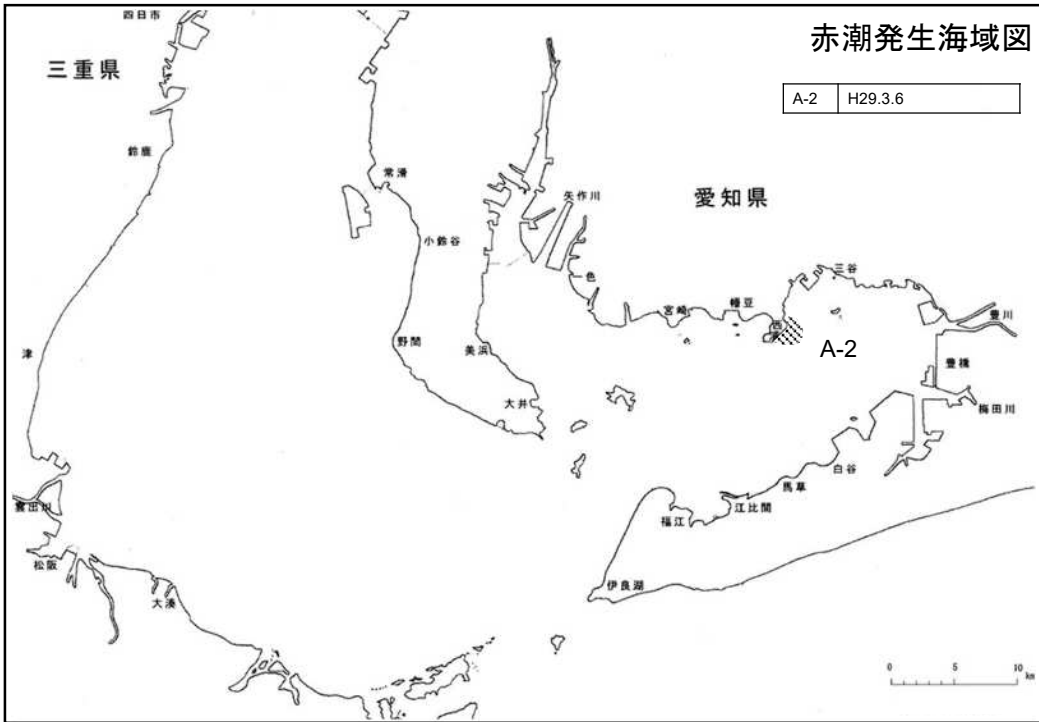 赤潮発生海域図
A-2 H29.3.6
四日市
三重県
鈴鹿
常滑
矢作川
愛知県
小鈴谷
一色
三谷
宮崎
幡豆
西浦
豊川
A-2
津
野間
美浜
豊橋
大井
梅田川
白谷
馬草
江比間
福江
雲出川
松阪
伊良湖
大湊
0 5 10
km